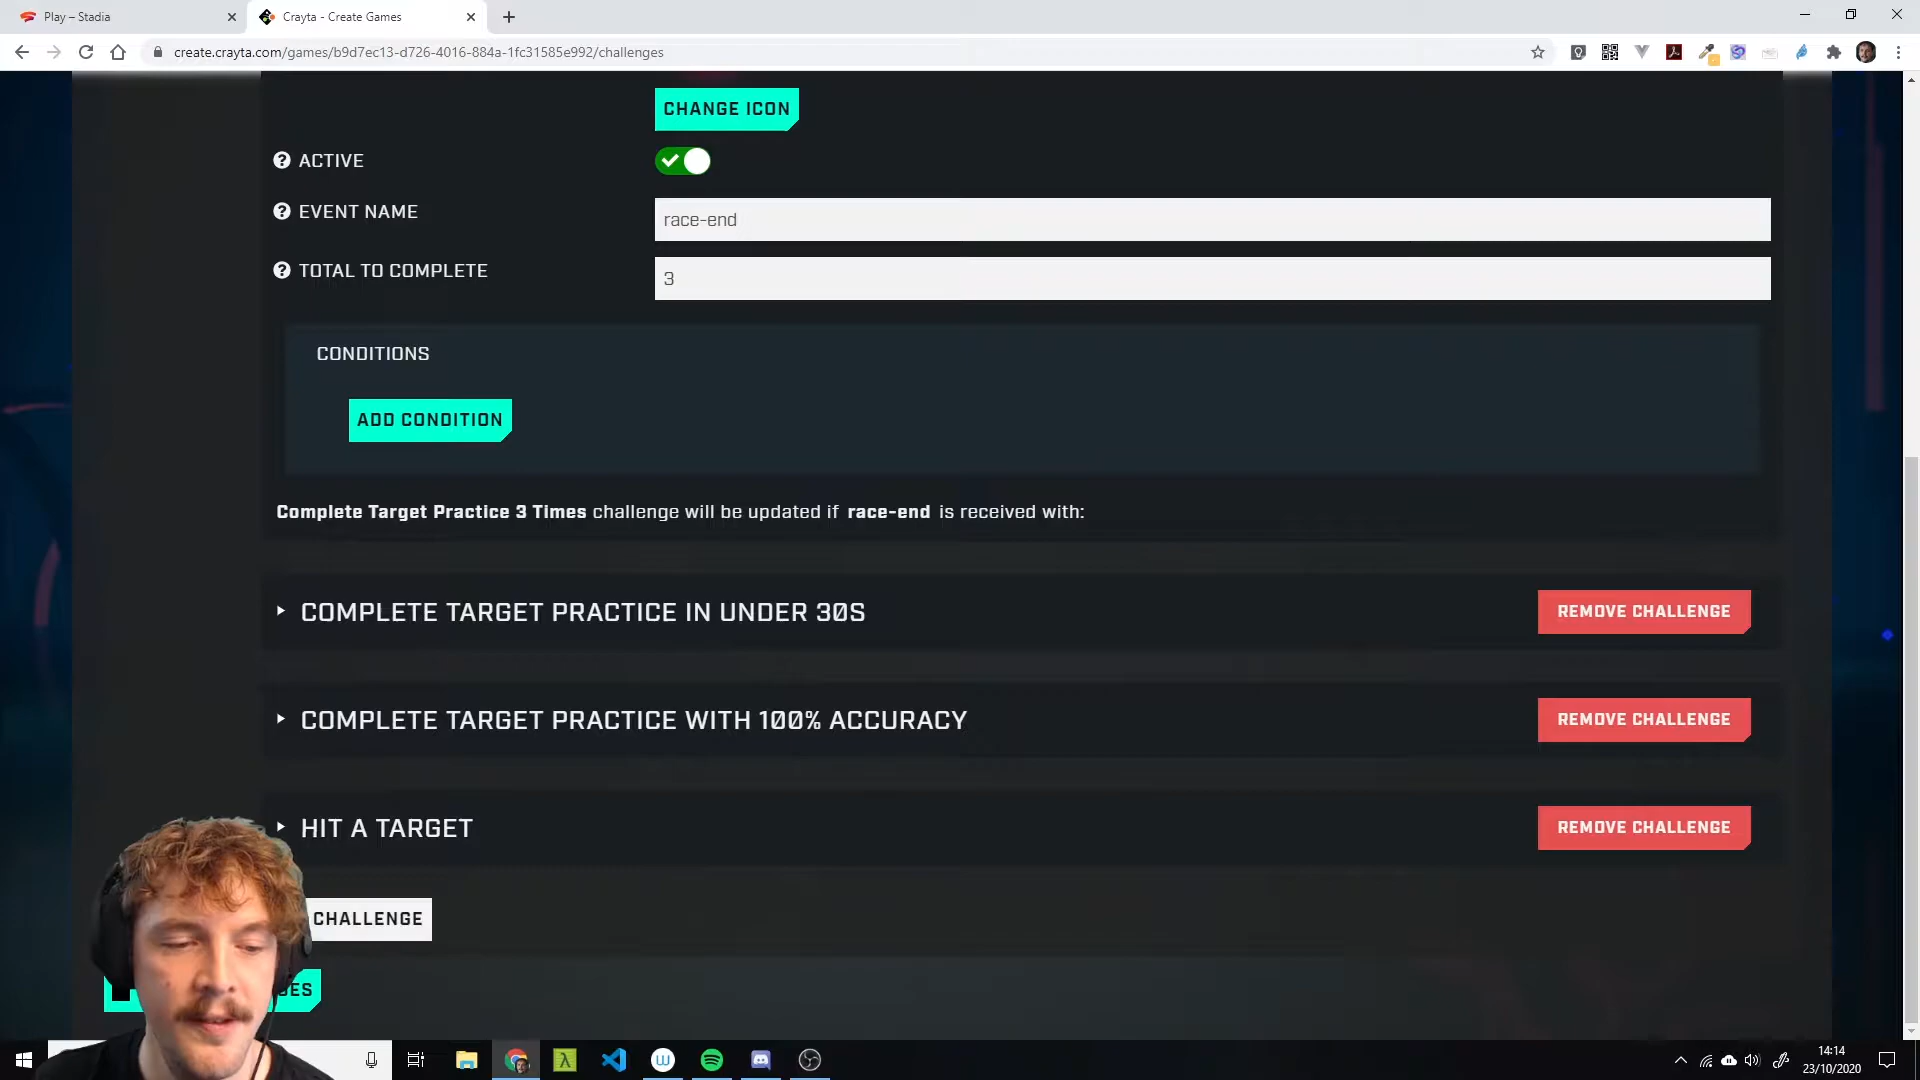 Play – Stadia
Crayta - Create Games
create.crayta.com/games/b9d7ec13-d726-4016-884a-1fc31585e992/challenges
CHANGE ICON
ACTIVE
EVENT NAME
race-end
TOTAL TO COMPLETE
3
CONDITIONS
ADD CONDITION
Complete Target Practice 3 Times challenge will be updated if race-end is received with:
COMPLETE TARGET PRACTICE IN UNDER 30S
REMOVE CHALLENGE
COMPLETE TARGET PRACTICE WITH 100% ACCURACY
REMOVE CHALLENGE
HIT A TARGET
REMOVE CHALLENGE
CHALLENGE
14:14
23/10/2020